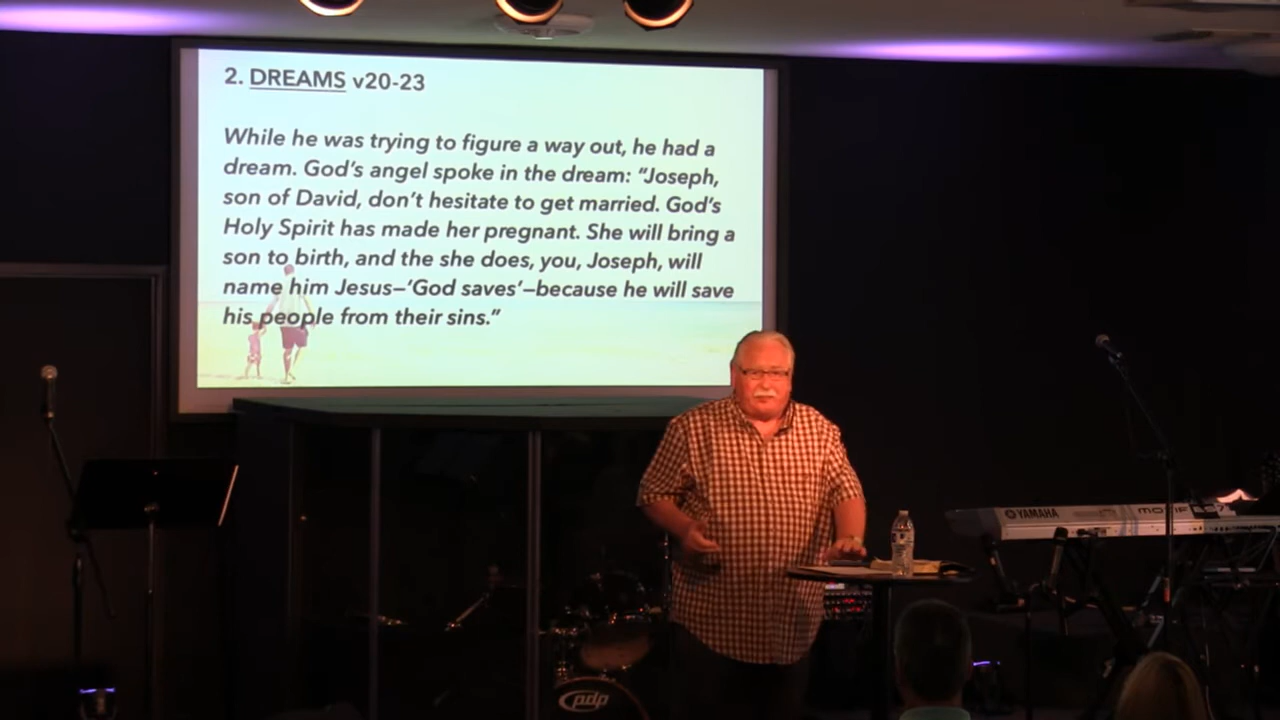 2. DREAMS v20-23
While he was trying to figure a way out, he had a
dream. God's angel spoke in the dream: “Joseph,
son of David, don't hesitate to get married. God's
Holy Spirit has made her pregnant. She will bring a
son to birth, and the she does, you, Joseph, will
name him Jesus—‘God saves’—because he will save
his people from their sins.”
YAMAHA
pdp